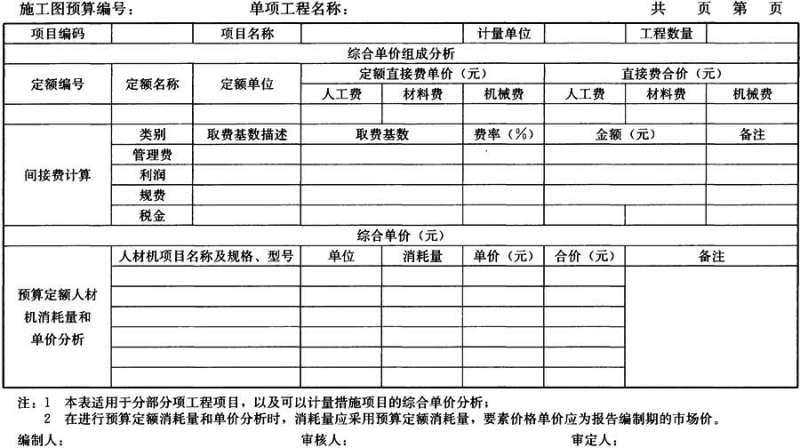 施工图预算编号： 单项工程名称： 共 页 第 页
项目编码 项目名称 计量单位 工程数量
综合单价组成分析
定额编号 定额名称 定额单位 定额直接费单价（元） 直接费合价（元）
人工费 材料费 机械费 人工费 材料费 机械费
间接费计算 类别 取费基数描述 取费基数 费率（%） 金额（元） 备注
管理费
利润
规费
税金
综合单价（元）
预算定额人材机消耗量和单价分析 人材机项目名称及规格、型号 单位 消耗量 单价（元） 合价（元） 备注
注：1 本表适用于分部分项工程项目，以及可以计量措施项目的综合单价分析；
2 在进行预算定额消耗量和单价分析时，消耗量应采用预算定额消耗量，要素价格单价应为报告编制期的市场价。
编制人： 审核人： 审定人：